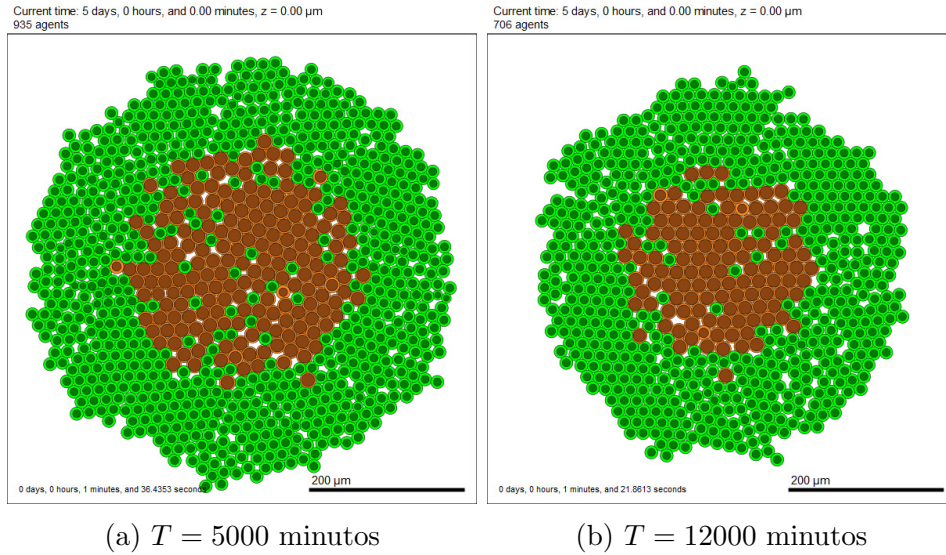 Current time: 5 days, 0 hours, and 0.00 minutes, z = 0.00 μm
935 agents
200 μm
0 days, 0 hours, 1 minutes, and 36.4353 seconds
(a) T = 5000 minutos
Current time: 5 days, 0 hours, and 0.00 minutes, z = 0.00 μm
706 agents
200 μm
0 days, 0 hours, 1 minutes, and 21.8613 seconds
(b) T = 12000 minutos